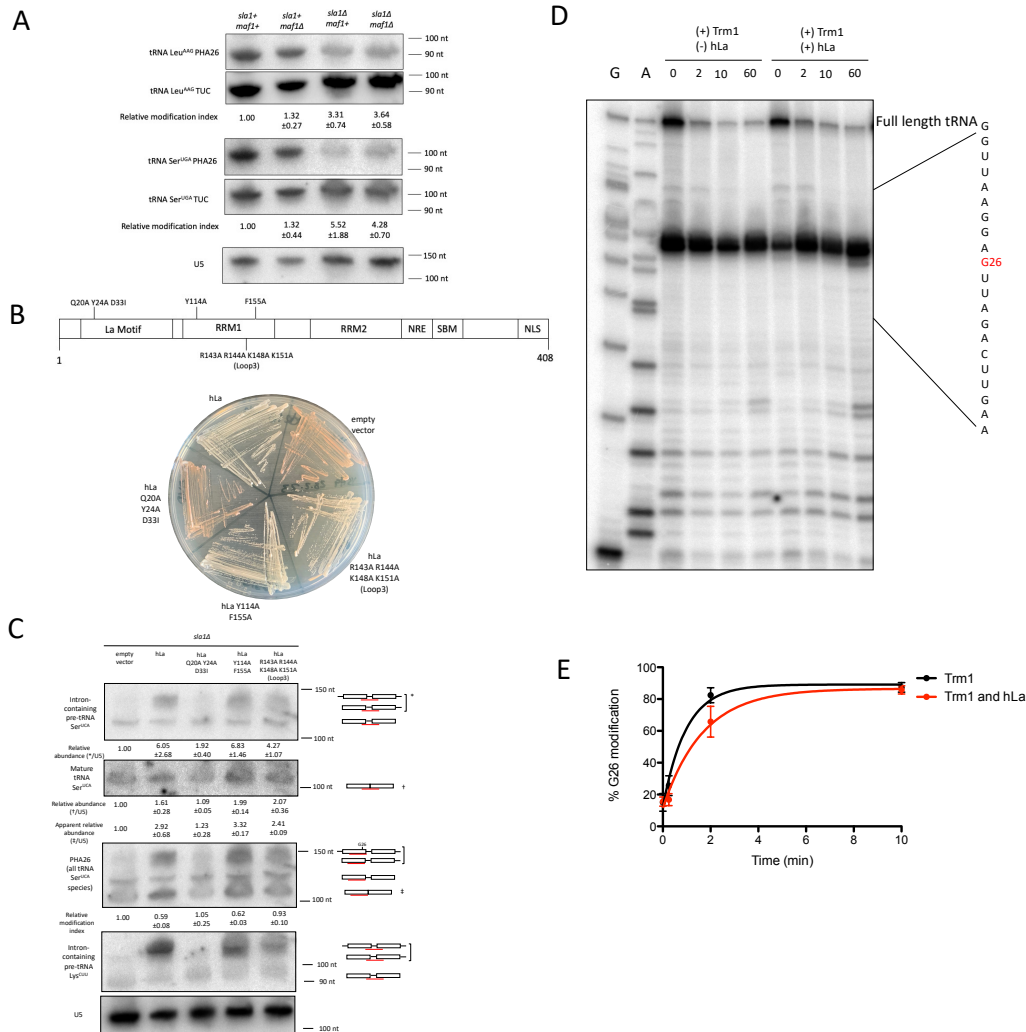 A
sla1+ maf1+
sla1+ maf1Δ
sla1Δ maf1+
sla1Δ maf1Δ
tRNA Leu^AAG PHA26
100 nt
90 nt
tRNA Leu^AAG TUC
100 nt
90 nt
Relative modification index 1.00 1.32 ±0.27 3.31 ±0.74 3.64 ±0.58
tRNA Ser^UGA PHA26
100 nt
90 nt
tRNA Ser^UGA TUC
100 nt
90 nt
Relative modification index 1.00 1.32 ±0.44 5.52 ±1.88 4.28 ±0.70
U5
150 nt
100 nt
B
Q20A Y24A D33I
Y114A
F155A
La Motif RRM1 RRM2 NRE SBM NLS
1
R143A R144A K148A K151A
(Loop3)
408
hLa
empty
vector
hLa
Q20A
Y24A
D33I
hLa Y114A
F155A
hLa
R143A R144A
K148A K151A
(Loop3)
C
sla1Δ
empty vector
hLa
hLa Q20A Y24A D33I
hLa Y114A F155A
hLa R143A R144A K148A K151A (Loop3)
Intron-
containing
pre-tRNA
Ser^UCA
150 nt
100 nt
*
Relative abundance (*/U5) 1.00 6.05 ±2.68 1.92 ±0.40 6.83 ±1.46 4.27 ±1.07
Mature
tRNA
Ser^UCA
100 nt
†
Relative abundance (†/U5) 1.00 1.61 ±0.28 1.09 ±0.05 1.99 ±0.14 2.07 ±0.36
Apparent relative abundance (‡/U5) 1.00 2.92 ±0.68 1.23 ±0.28 3.32 ±0.17 2.41 ±0.09
PHA26
(all tRNA
Ser^UCA
species)
150 nt
100 nt
G26
‡
Relative modification index 1.00 0.59 ±0.08 1.05 ±0.25 0.62 ±0.03 0.93 ±0.10
Intron-
containing
pre-tRNA
Lys^CUU
100 nt
90 nt
U5
100 nt
D
(+) Trm1
(-) hLa
(+) Trm1
(+) hLa
G A 0 2 10 60 0 2 10 60
Full length tRNA
G
G
U
U
A
A
G
G
A
G26
U
U
A
G
A
C
U
U
G
A
A
E
% G26 modification
100
80
60
40
20
0
0 2 4 6 8 10
Time (min)
Trm1
Trm1 and hLa